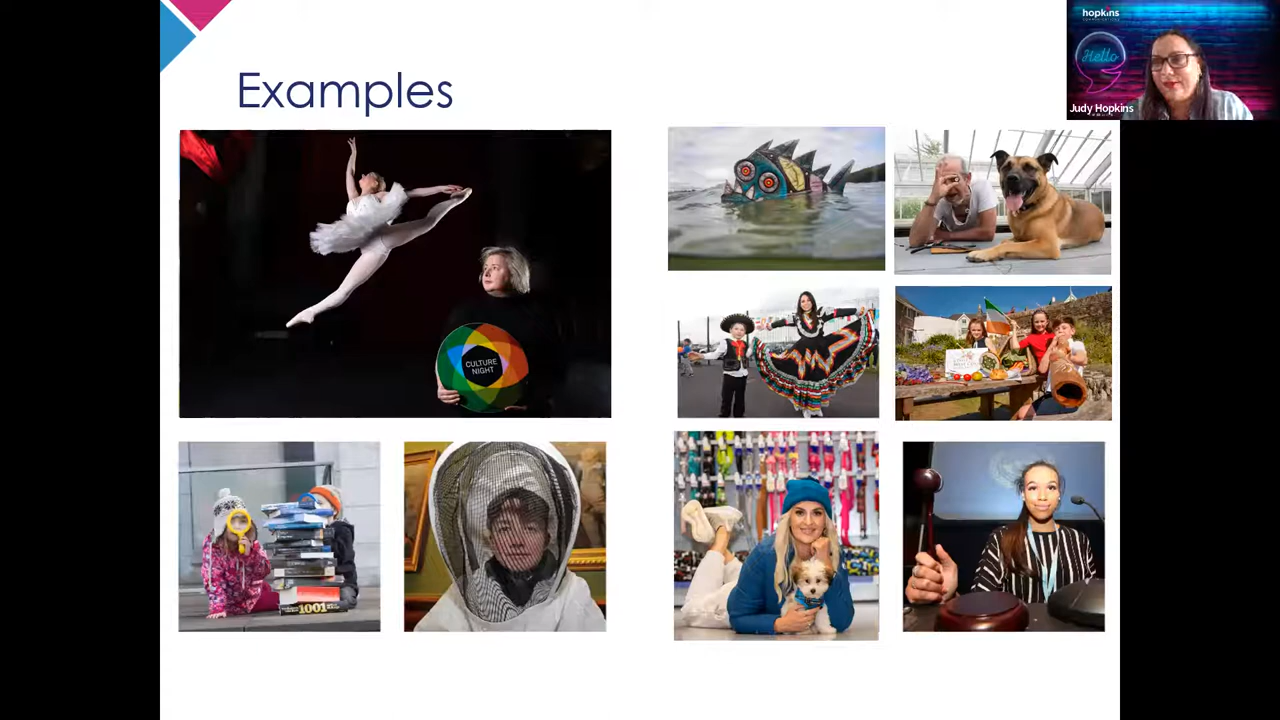 Examples
hopkins
Hello
Judy Hopkins
CULTURE
NIGHT
1001